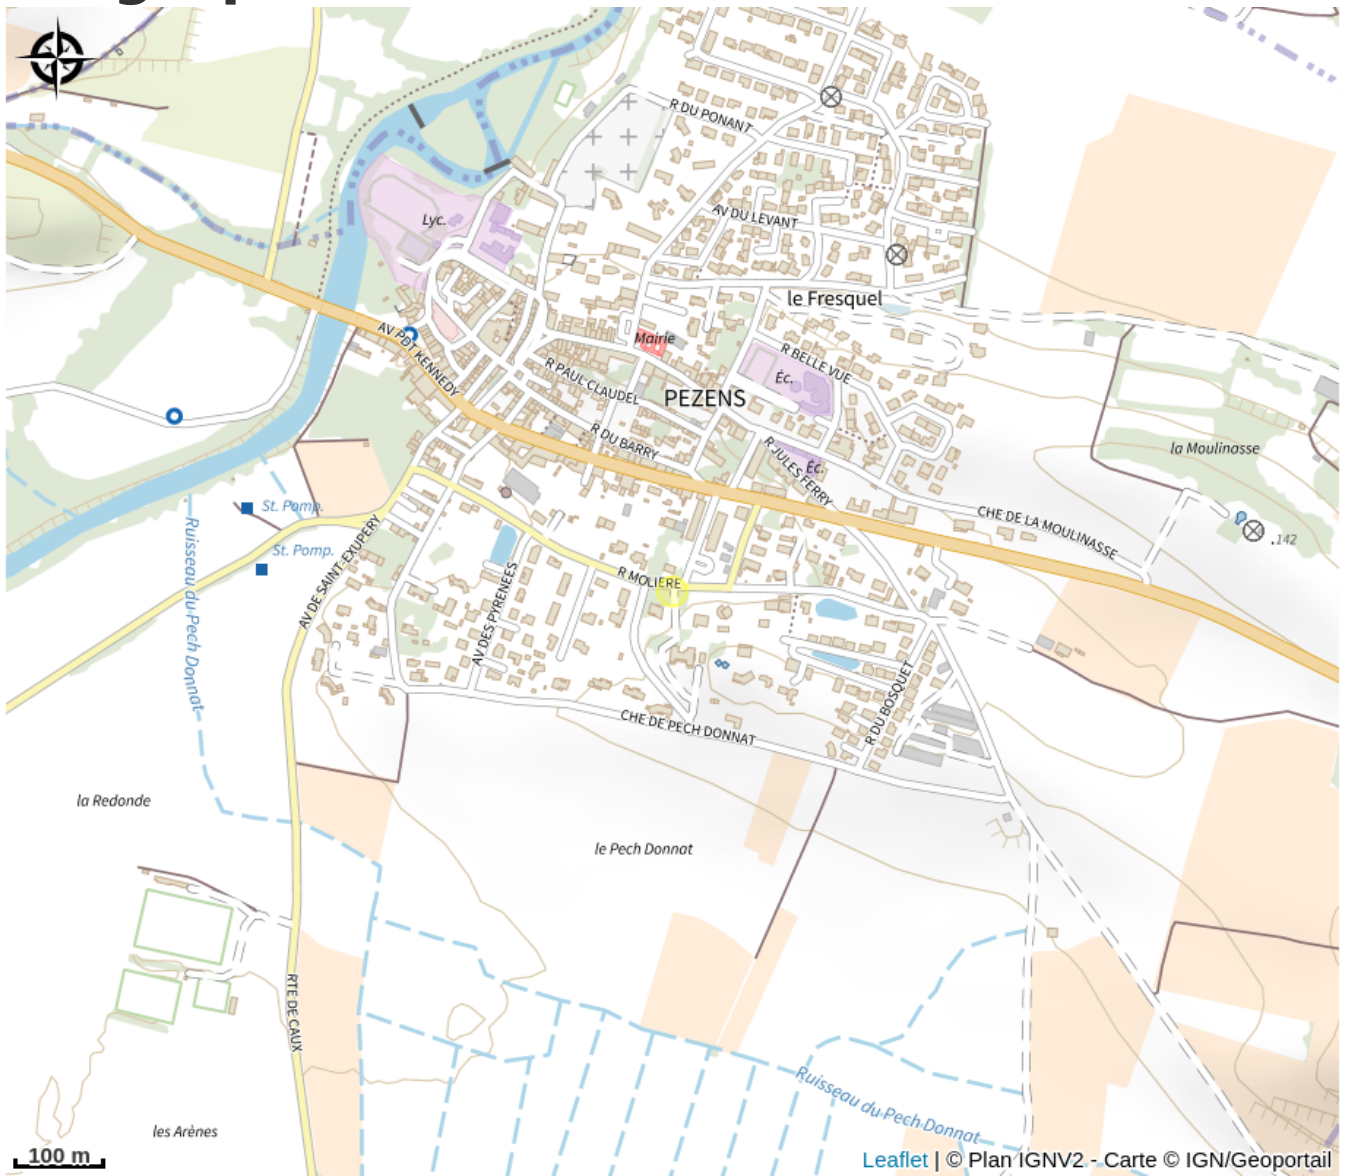 R DU PONANT
Lyc.
AV DU LEVANT
le Fresquel
AV PDT KENNEDY
Mairie
R BELLE VUE
R PAUL CLAUDEL
Éc.
PEZENS
R DU BARRY
R JULES FERRY
Éc.
la Moulinasse
St. Pomp.
CHE DE LA MOULINASSE
.142
St. Pomp.
AV DE SAINT-EXUPÉRY
Ruisseau du Pech Donnat
R MOLIERE
AV DES PYRENEES
R DU BOSQUET
CHE DE PECH DONNAT
la Redonde
le Pech Donnat
RTE DE CAUX
Ruisseau du Pech Donnat
les Arènes
100 m
Leaflet | © Plan IGNV2 - Carte © IGN/Geoportail